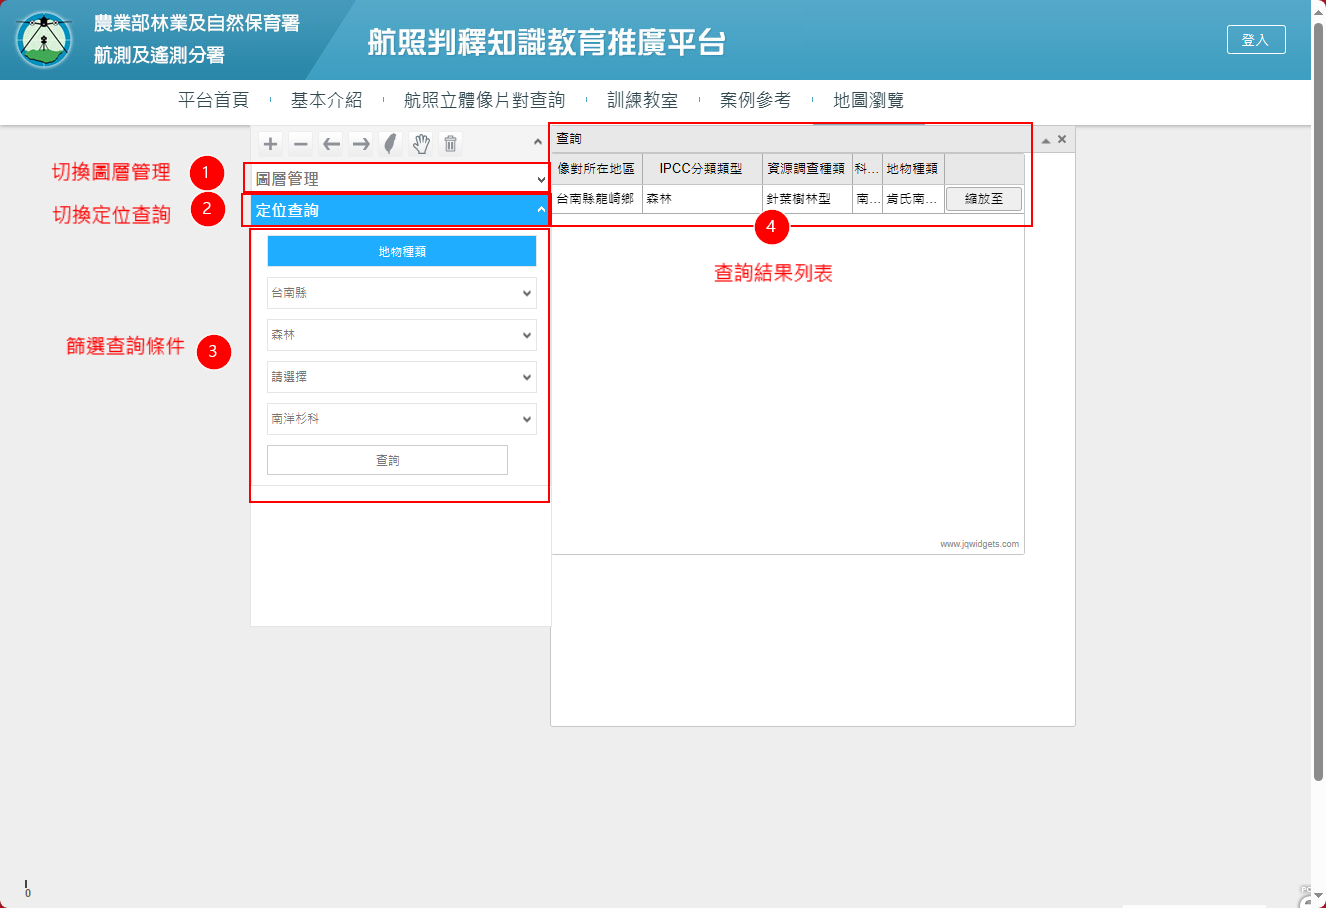 農業部林業及自然保育署
航測及遙測分署
航照判釋知識教育推廣平台
登入
平台首頁
基本介紹
航照立體像片對查詢
訓練教室
案例參考
地圖瀏覽
切換圖層管理
1
圖層管理
切換定位查詢
2
定位查詢
篩選查詢條件
3
地物種類
台南縣
森林
請選擇
南洋杉科
查詢
查詢
像對所在地區 IPCC分類類型 資源調查種類 科... 地物種類
台南縣龍崎鄉 森林 針葉樹林型 南... 肯氏南... 縮放至
4
查詢結果列表
www.jqwidgets.com
0